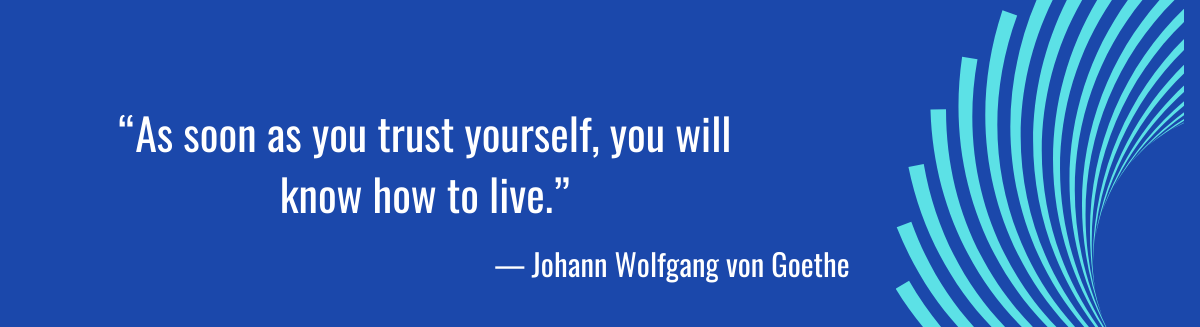 “As soon as you trust yourself, you will
know how to live.”
— Johann Wolfgang von Goethe